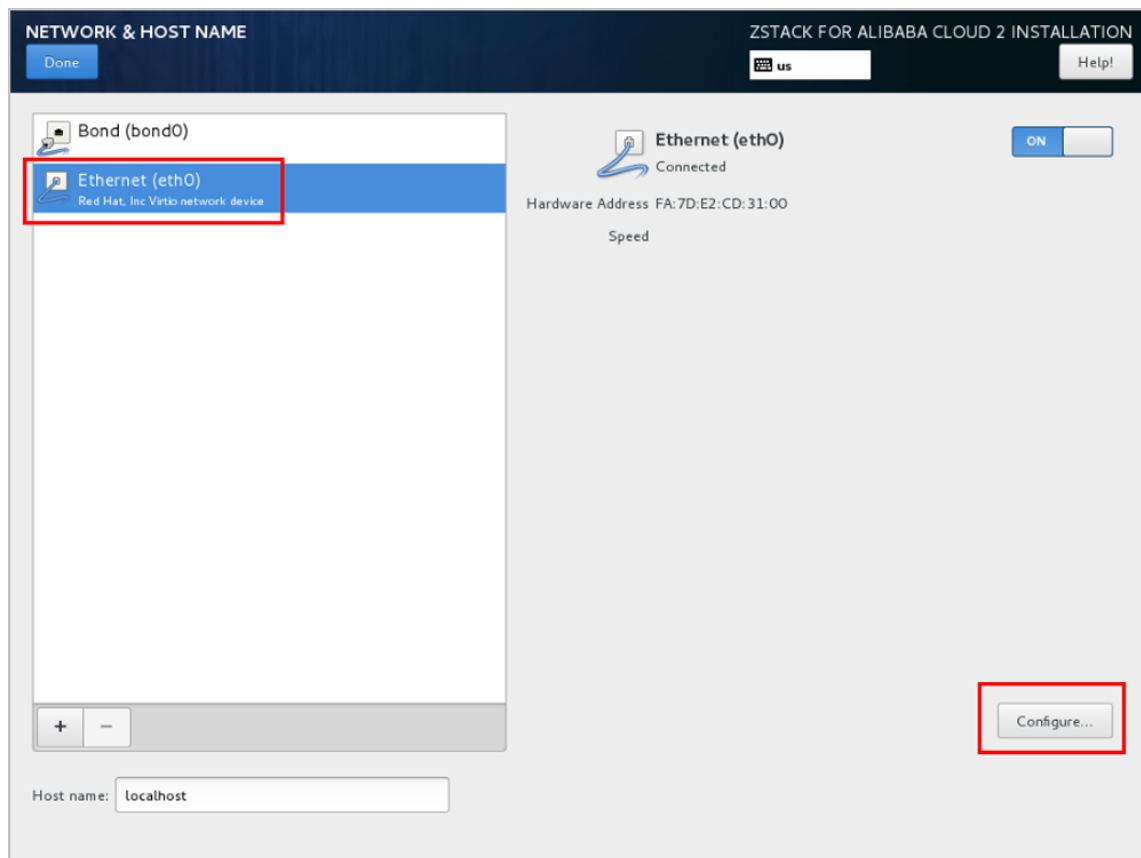 NETWORK & HOST NAME
ZSTACK FOR ALIBABA CLOUD 2 INSTALLATION
Done
us
Help!
Bond (bond0)
Ethernet (eth0)
Red Hat, Inc Virtio network device
Ethernet (eth0)
Connected
ON
Hardware Address FA:7D:E2:CD:31:00
Speed
+ −
Configure...
Host name: localhost